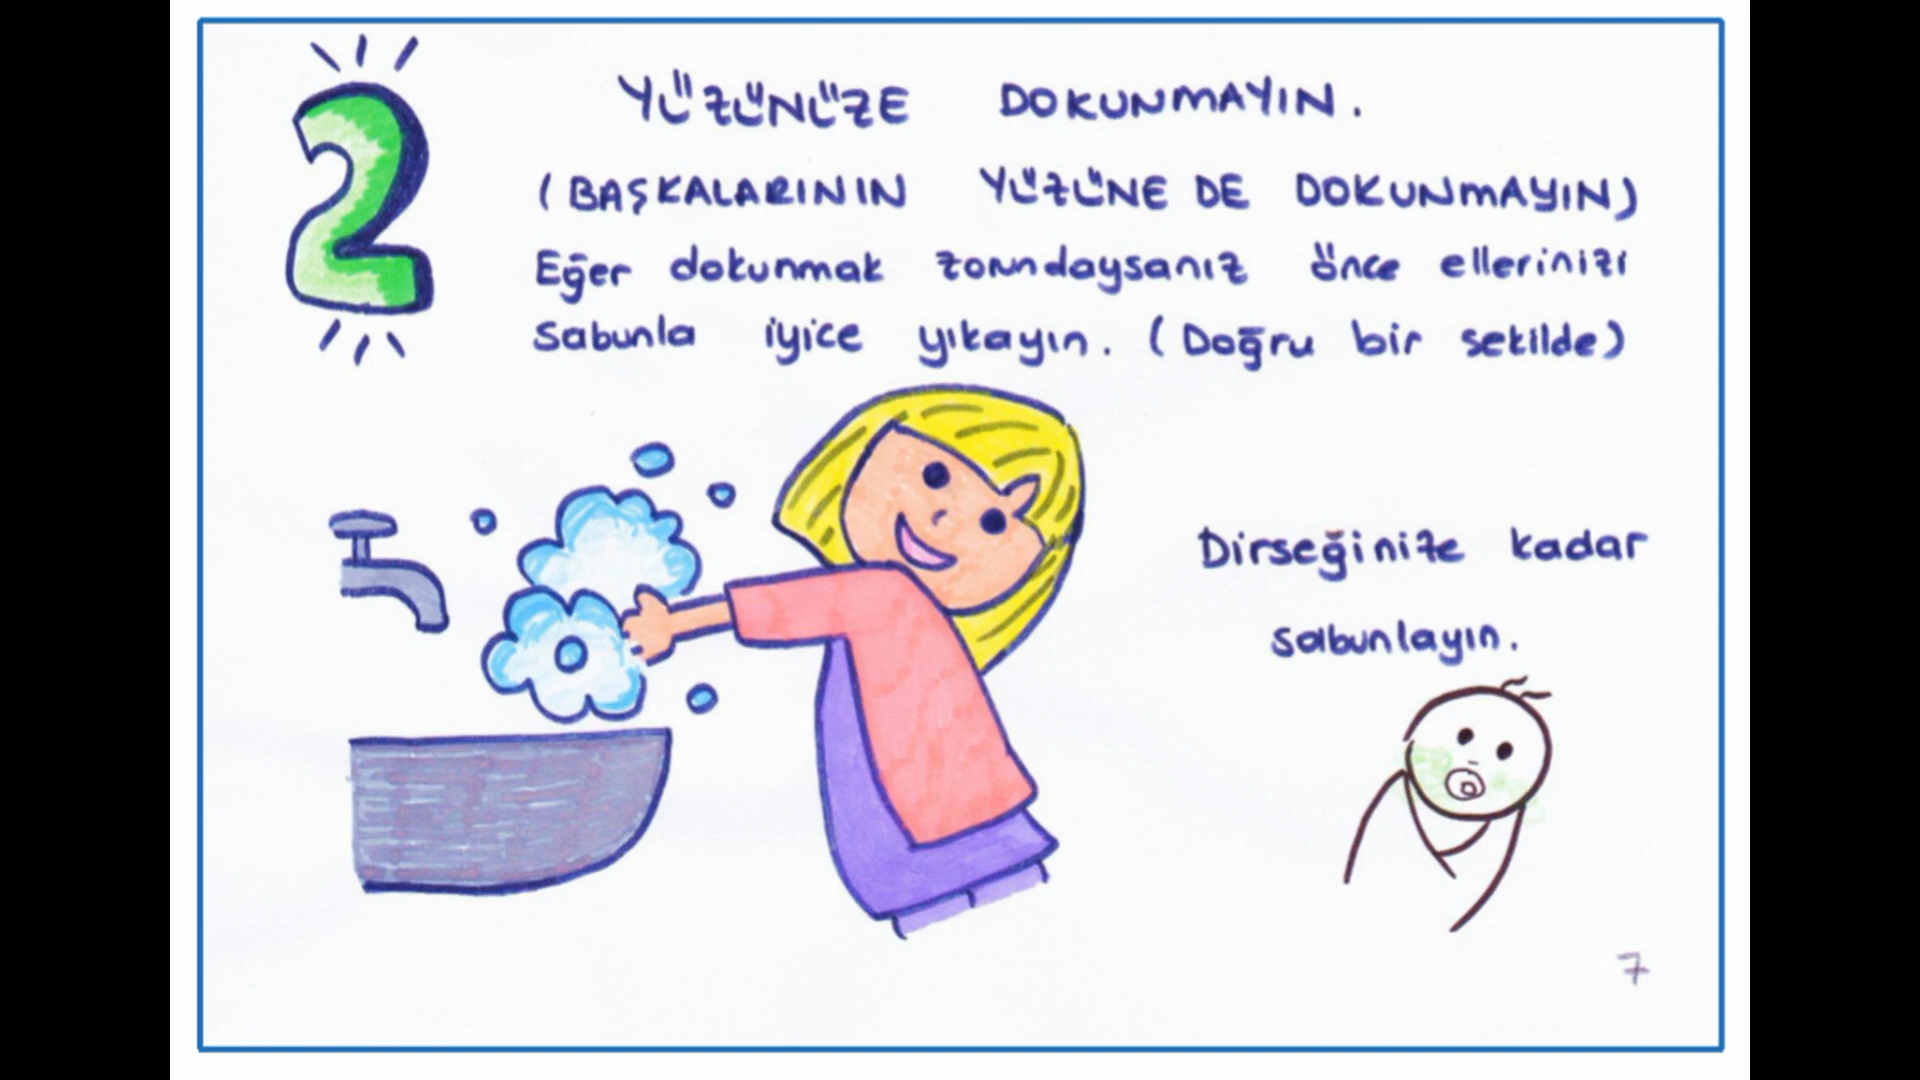 2
YÜZÜNÜZE DOKUNMAYIN.
(BAŞKALARININ YÜZÜNE DE DOKUNMAYIN)
Eğer dokunmak zorundaysanız önce ellerinizi
sabunla iyice yıkayın. (Doğru bir sekilde)
Dirseğinize kadar
sabunlayın.
7